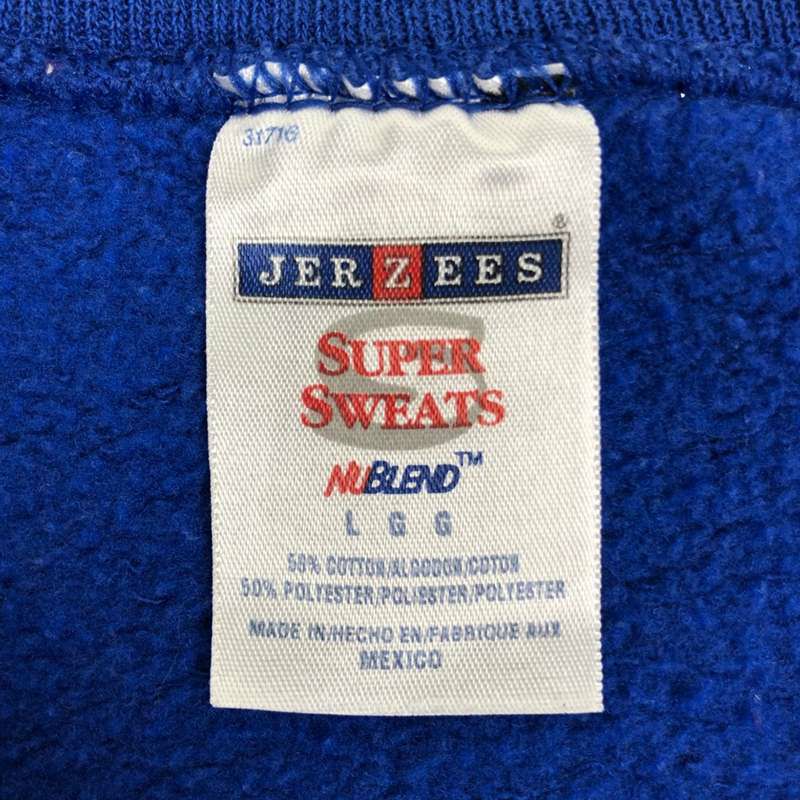 31716
®
JERZEES
S
SUPER
SWEATS
NUBLEND™
L G G
50% COTTON/ALGODON/COTON
50% POLYESTER/POLIESTER/POLYESTER
MADE IN/HECHO EN/FABRIQUE AUX
MEXICO